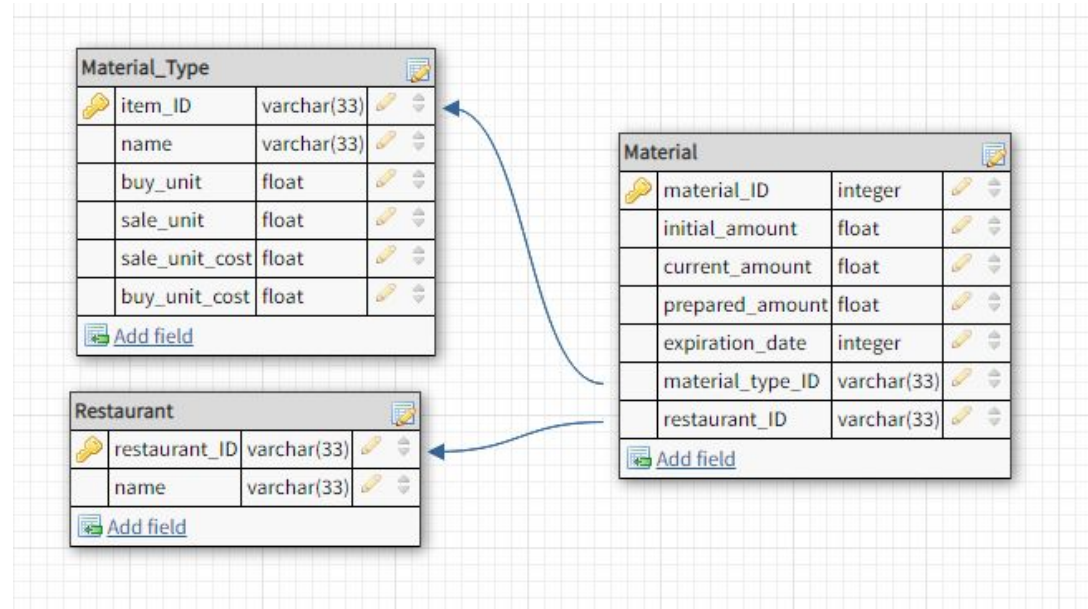 Material_Type
item_ID varchar(33)
name varchar(33)
buy_unit float
sale_unit float
sale_unit_cost float
buy_unit_cost float
Add field
Restaurant
restaurant_ID varchar(33)
name varchar(33)
Add field
Material
material_ID integer
initial_amount float
current_amount float
prepared_amount float
expiration_date integer
material_type_ID varchar(33)
restaurant_ID varchar(33)
Add field